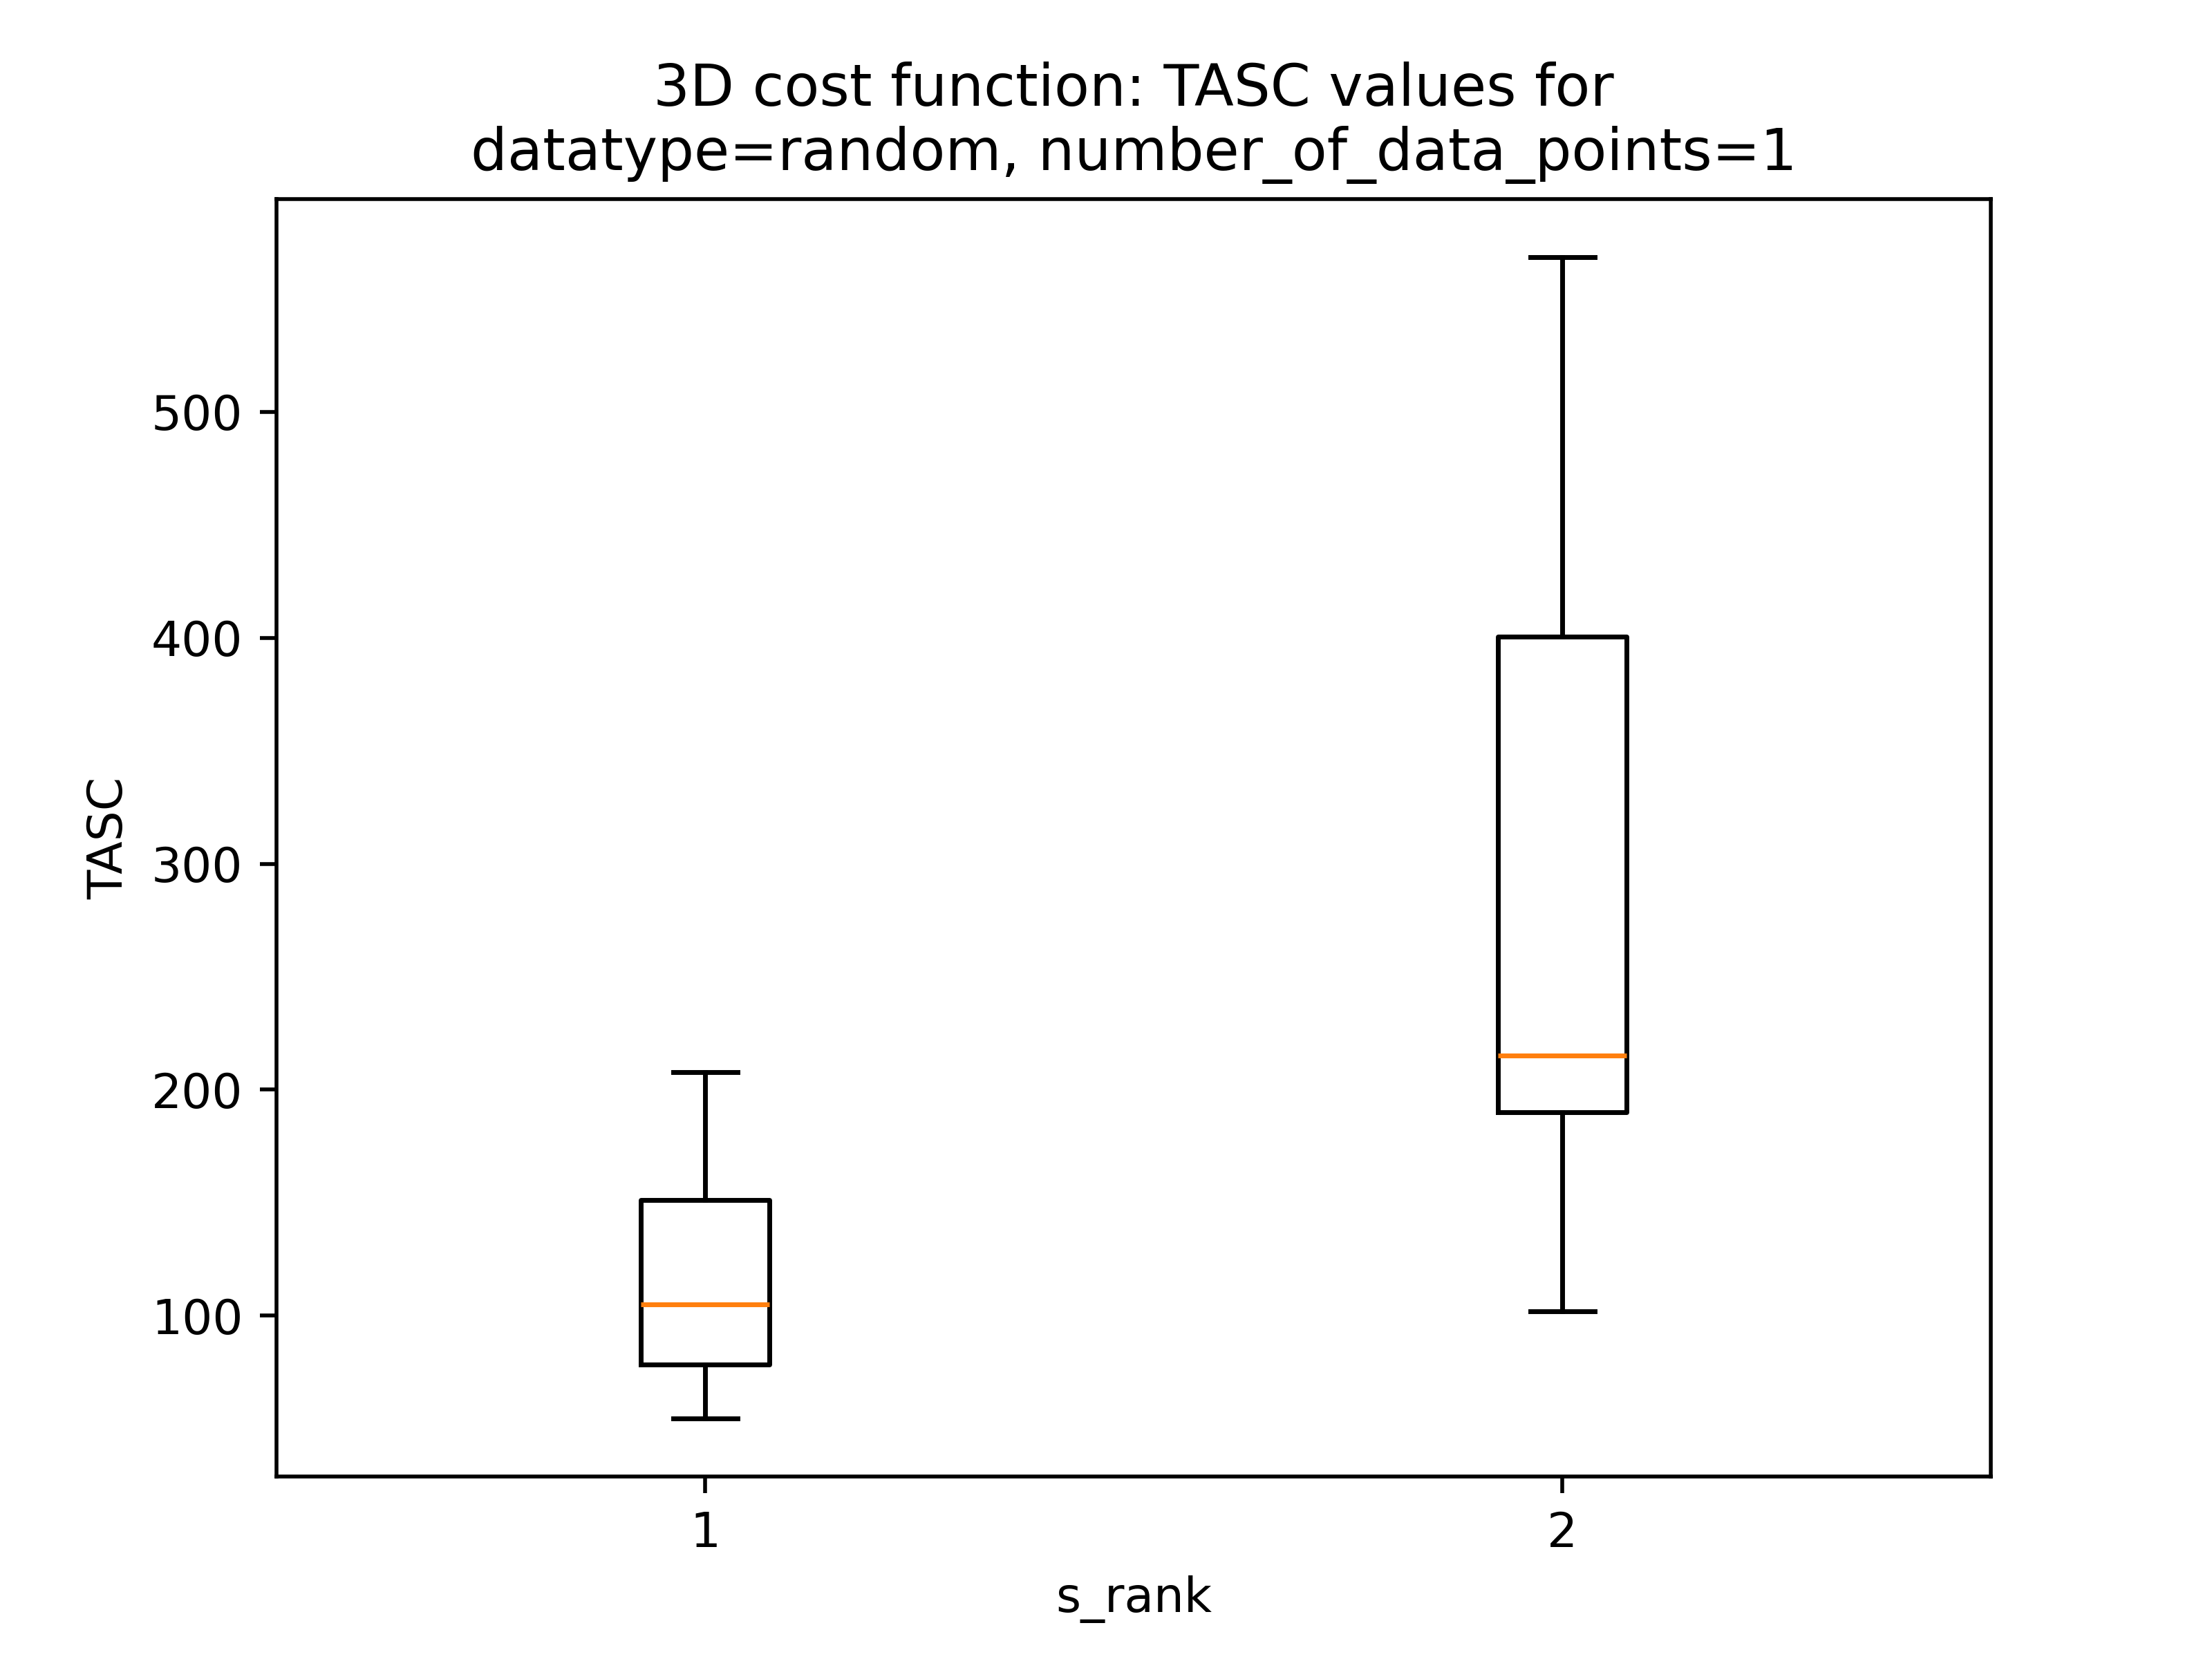 3D cost function: TASC values for
datatype=random, number_of_data_points=1
500
400
300
200
100
TASC
1
2
s_rank